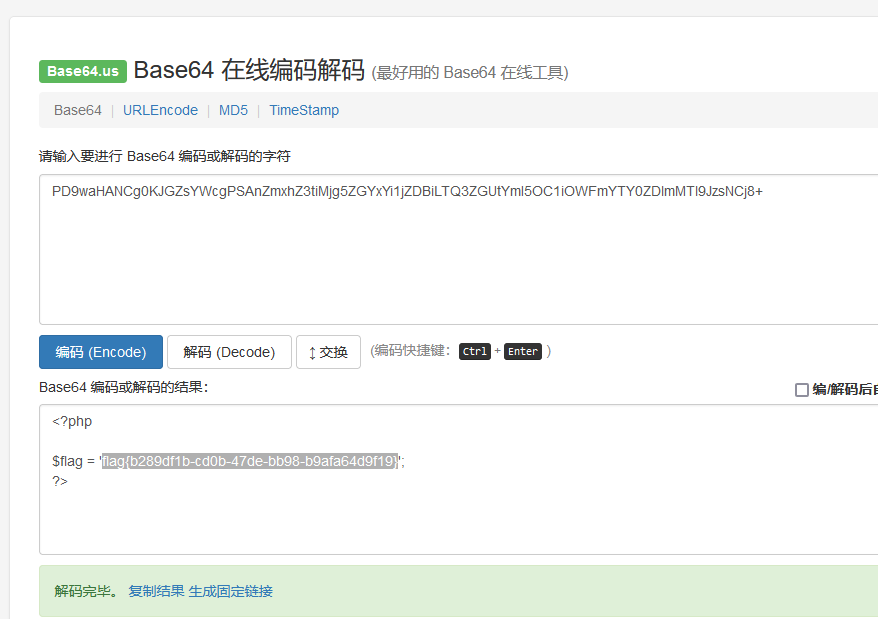 Base64.us Base64 在线编码解码 (最好用的 Base64 在线工具)
Base64 | URLEncode | MD5 | TimeStamp
请输入要进行 Base64 编码或解码的字符
PD9waHANCg0KJGZsYWcgPSAnZmxhZ3tiMjg5ZGYxYi1jZDBiLTQ3ZGUtYmI5OC1iOWFmYTY0ZDlmMTl9JzsNCj8+
编码 (Encode) 解码 (Decode) ↕交换 (编码快捷键: Ctrl + Enter )
Base64 编码或解码的结果:
编/解码后自
<?php
$flag = 'flag{b289df1b-cd0b-47de-bb98-b9afa64d9f19}';
?>
解码完毕。 复制结果 生成固定链接